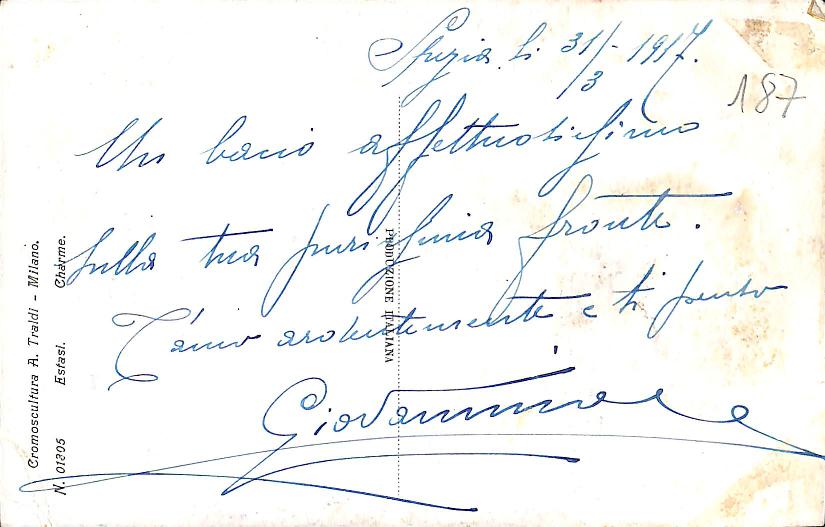 Spezia li 31/3 - 1917.
187
Un bacio affettuosissimo
sulla tua purissima fronte.
T'amo ardentemente e ti penso
Cromoscultura A. Traldi - Milano.
N. 01305 Estasi. Charme.
PRODUZIONE ITALIANA